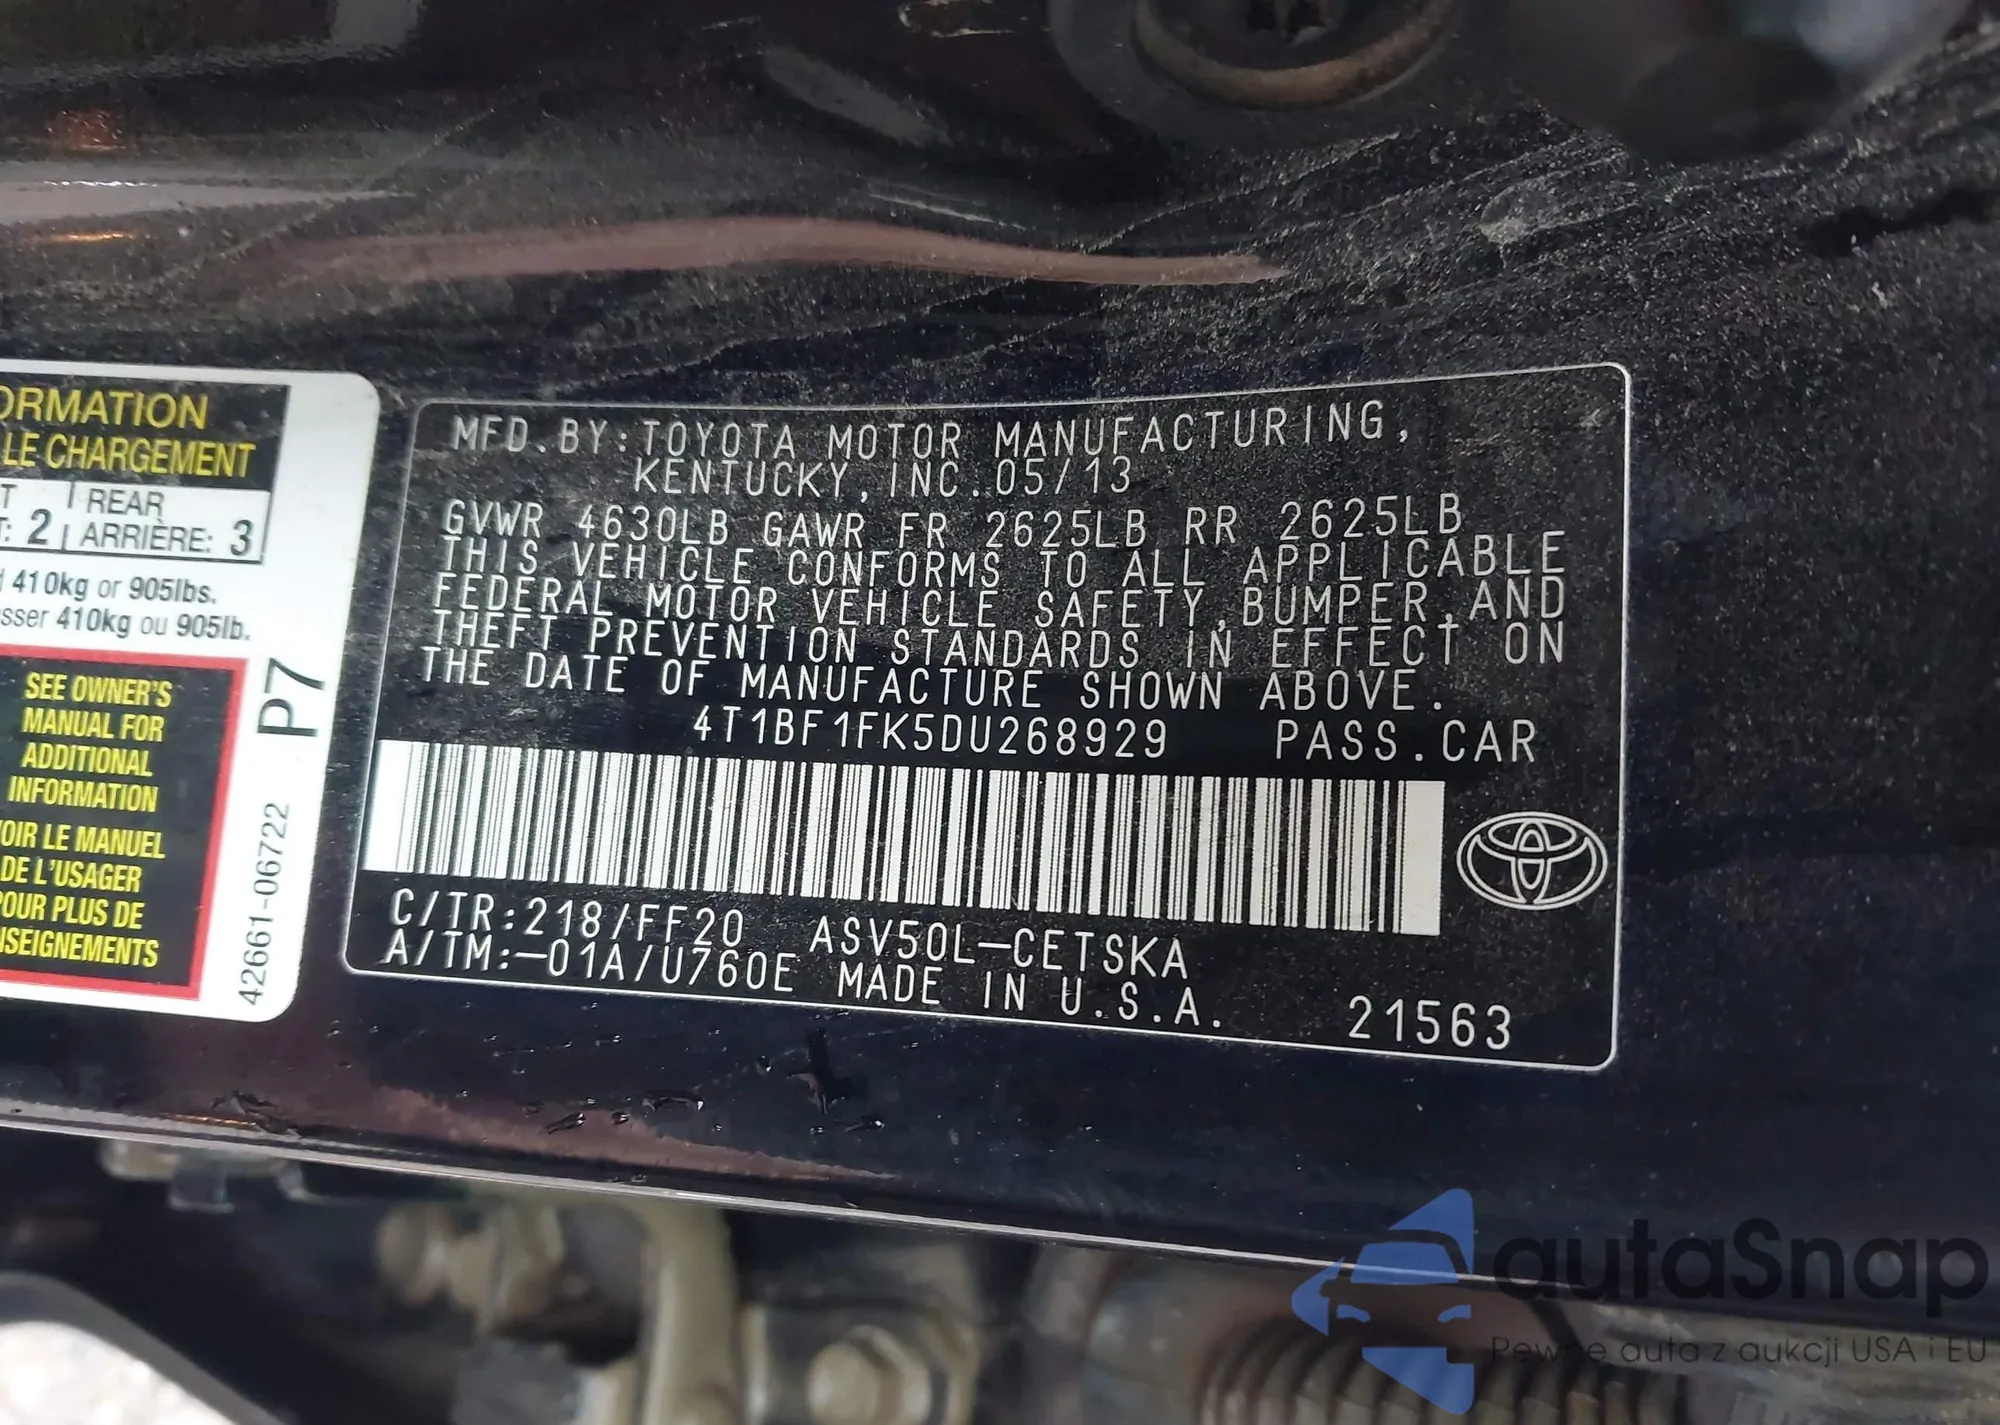 ORMATION
LE CHARGEMENT
T REAR
T: 2 ARRIÈRE: 3
410kg or 905lbs.
sser 410kg ou 905lb.
SEE OWNER'S
MANUAL FOR
ADDITIONAL
INFORMATION
OIR LE MANUEL
DE L'USAGER
POUR PLUS DE
NSEIGNEMENTS
P7
42661-06722
MFD.BY:TOYOTA MOTOR MANUFACTURING,
KENTUCKY,INC.05/13
GVWR 4630LB GAWR FR 2625LB RR 2625LB
THIS VEHICLE CONFORMS TO ALL APPLICABLE
FEDERAL MOTOR VEHICLE SAFETY,BUMPER,AND
THEFT PREVENTION STANDARDS IN EFFECT ON
THE DATE OF MANUFACTURE SHOWN ABOVE.
4T1BF1FK5DU268929 PASS.CAR
C/TR:218/FF20 ASV50L-CETSKA
A/TM:-01A/U760E MADE IN U.S.A.
21563
autaSnap
Pewne auta z aukcji USA i EU